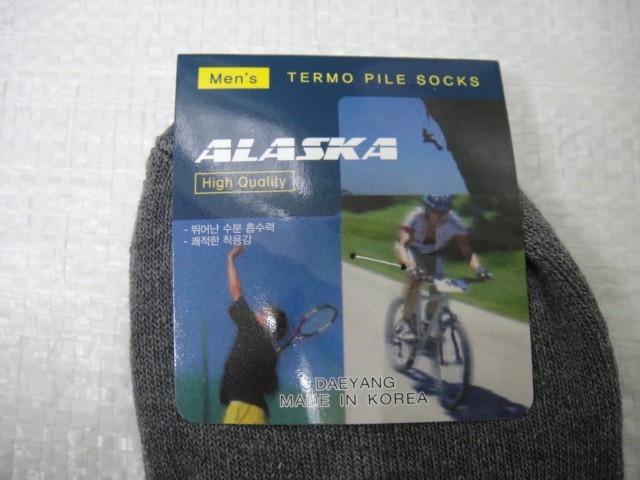 Men's TERMO PILE SOCKS
ALASKA
High Quality
- 뛰어난 수분 흡수력
- 쾌적한 착용감
DAEYANG
MADE IN KOREA